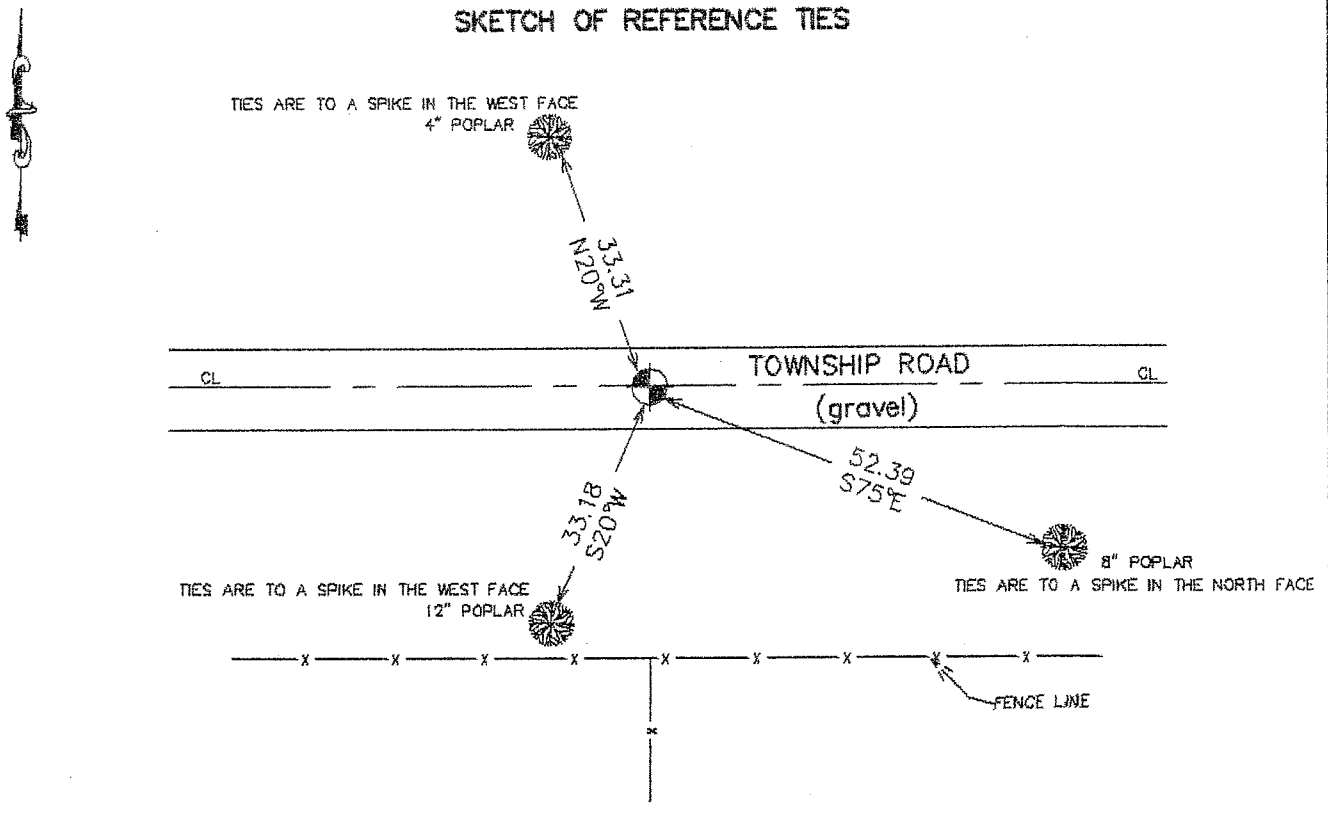 SKETCH OF REFERENCE TIES
TIES ARE TO A SPIKE IN THE WEST FACE
4" POPLAR
33.31
N20°W
TOWNSHIP ROAD
CL
CL
(gravel)
52.39
S75°E
33.18
S20°W
8" POPLAR
TIES ARE TO A SPIKE IN THE NORTH FACE
TIES ARE TO A SPIKE IN THE WEST FACE
12" POPLAR
X X X X X X X X X
FENCE LINE
X